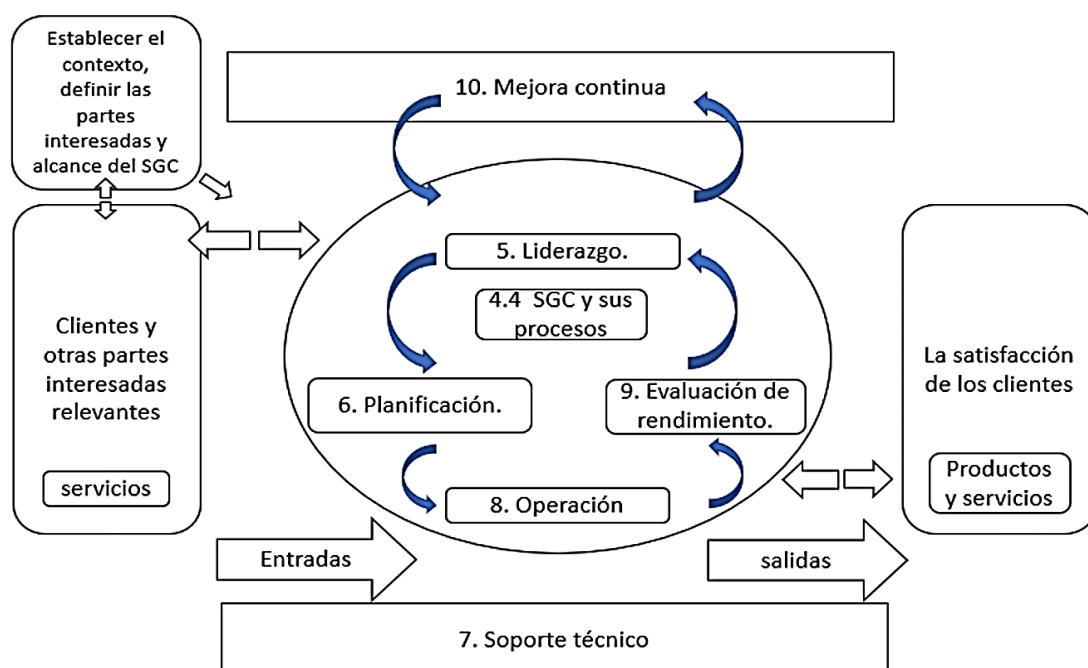 Establecer el
contexto,
definir las
partes
interesadas y
alcance del SGC
10. Mejora continua
5. Liderazgo.
4.4 SGC y sus
procesos
Clientes y
otras partes
interesadas
relevantes
servicios
6. Planificación.
9. Evaluación de
rendimiento.
8. Operación
La satisfacción
de los clientes
Productos
y servicios
Entradas
salidas
7. Soporte técnico